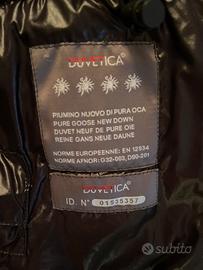 DUVETICA®
PIUMINO NUOVO DI PURA OCA
PURE GOOSE NEW DOWN
DUVET NEUF DE PURE OIE
REINE GANS NEUE DAUNE
NORME EUROPEENNE: EN 12934
NORME AFNOR: G32-003, D90-201
DUVETICA®
ID. N° 01535357
subito